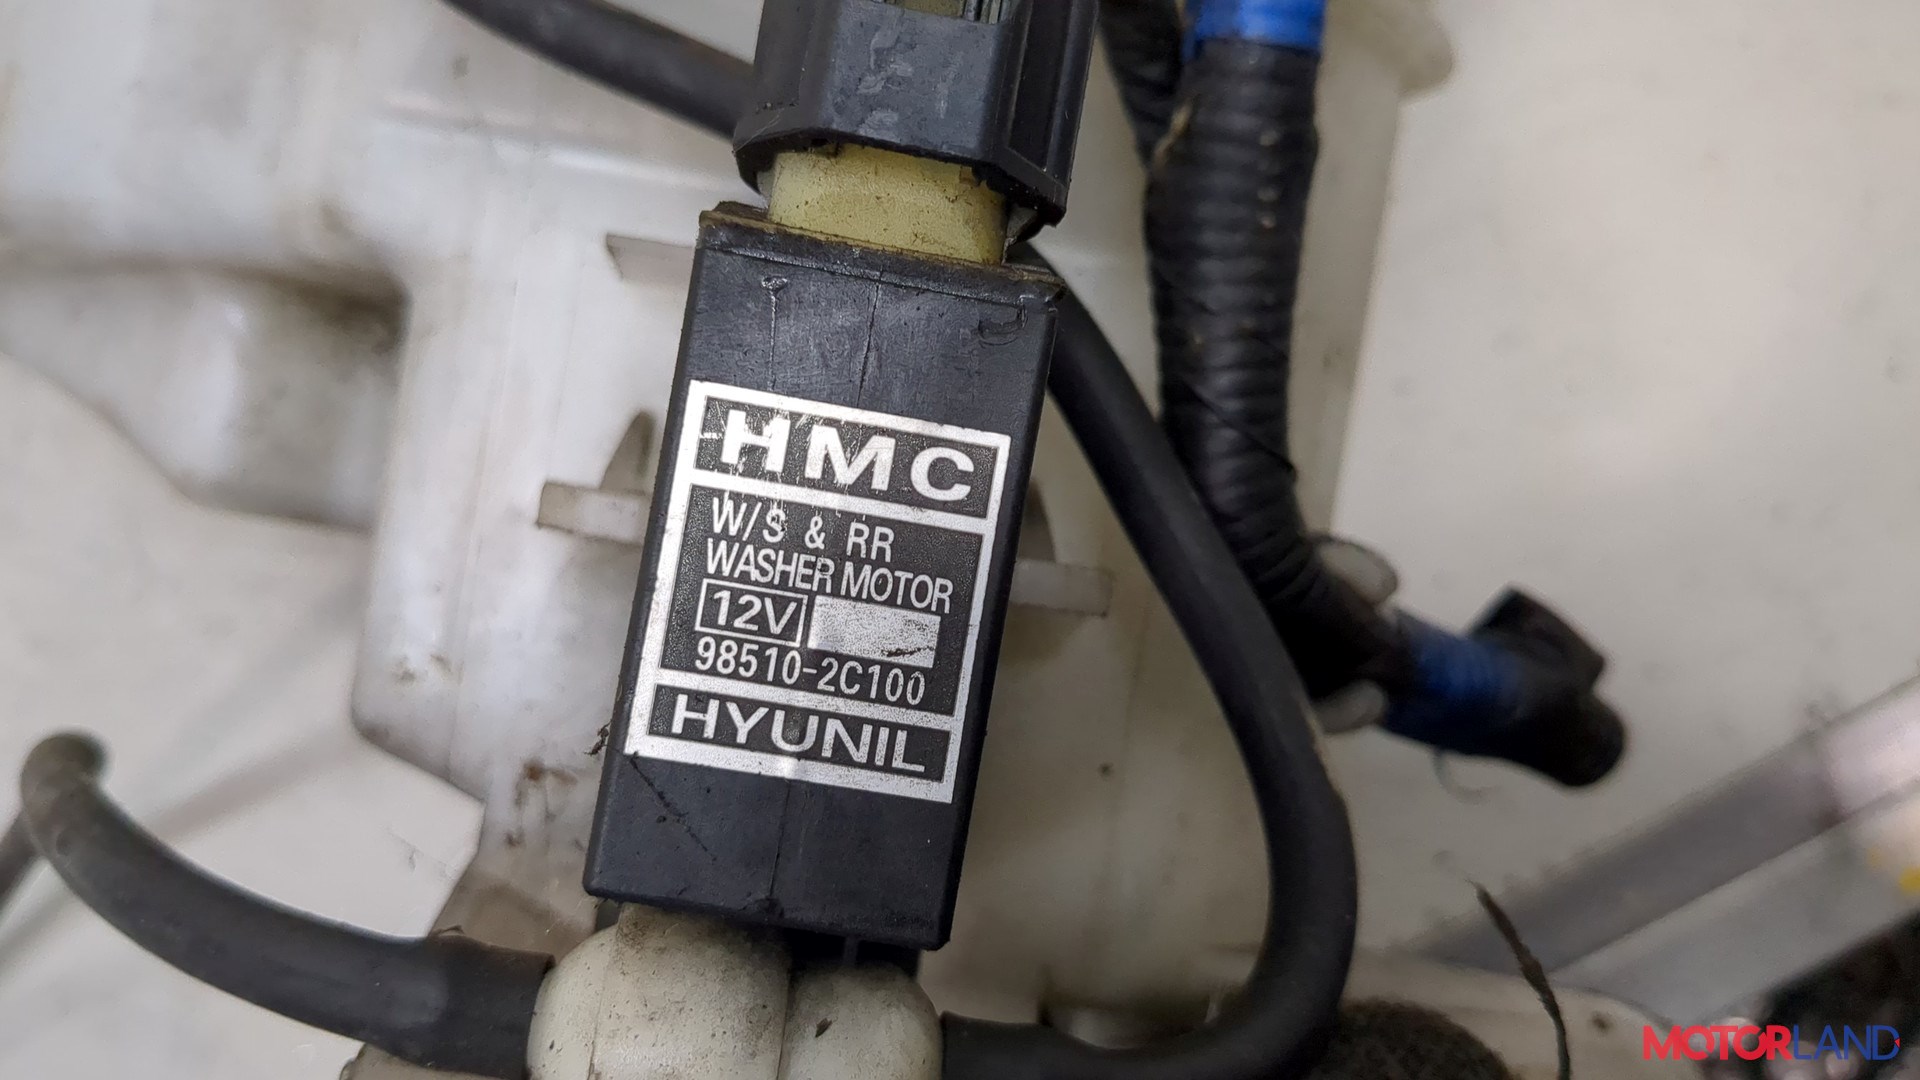 HMC
W/S & RR
WASHER MOTOR
12V
98510-2C100
HYUNIL
MOTORLAND